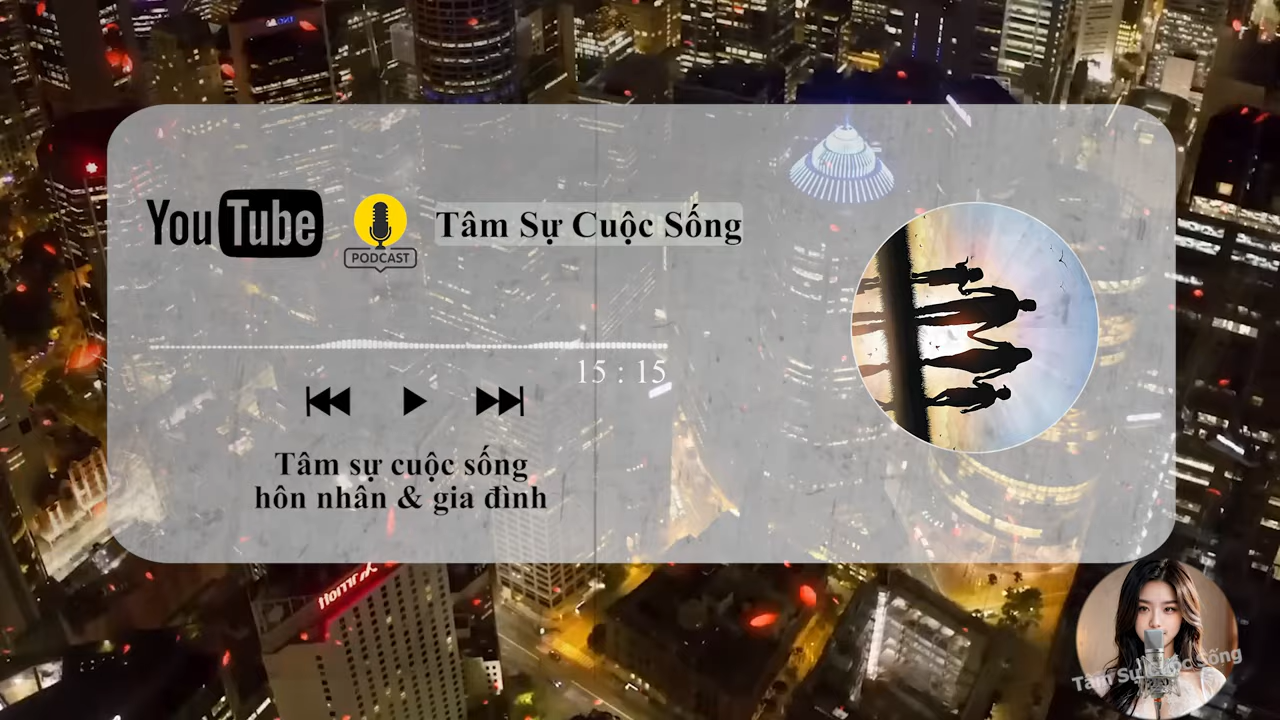 YouTube
PODCAST
Tâm Sự Cuộc Sống
15 : 15
Tâm sự cuộc sống
hôn nhân & gia đình
Tâm Sự Cuộc Sống